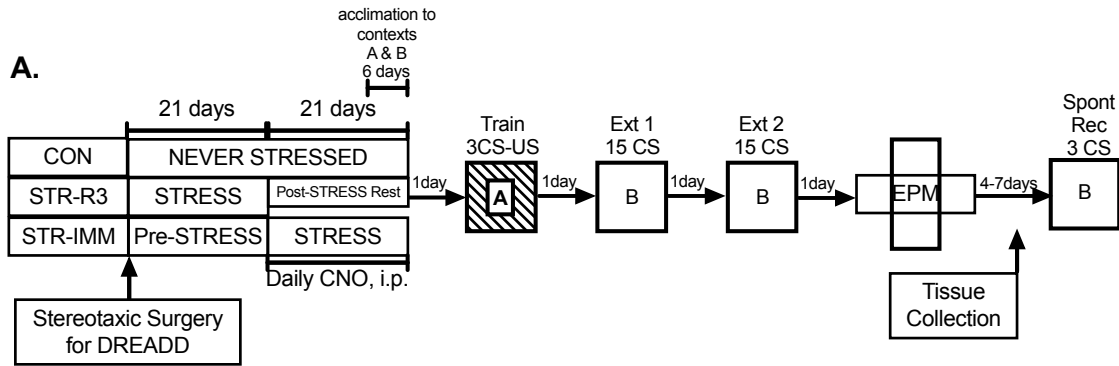 A.
acclimation to
contexts
A & B
6 days
21 days
21 days
CON
NEVER STRESSED
STR-R3
STRESS
Post-STRESS Rest
STR-IMM
Pre-STRESS
STRESS
Daily CNO, i.p.
Stereotaxic Surgery
for DREADD
1day
Train
3CS-US
A
1day
Ext 1
15 CS
B
1day
Ext 2
15 CS
B
1day
EPM
4-7days
Tissue
Collection
Spont
Rec
3 CS
B